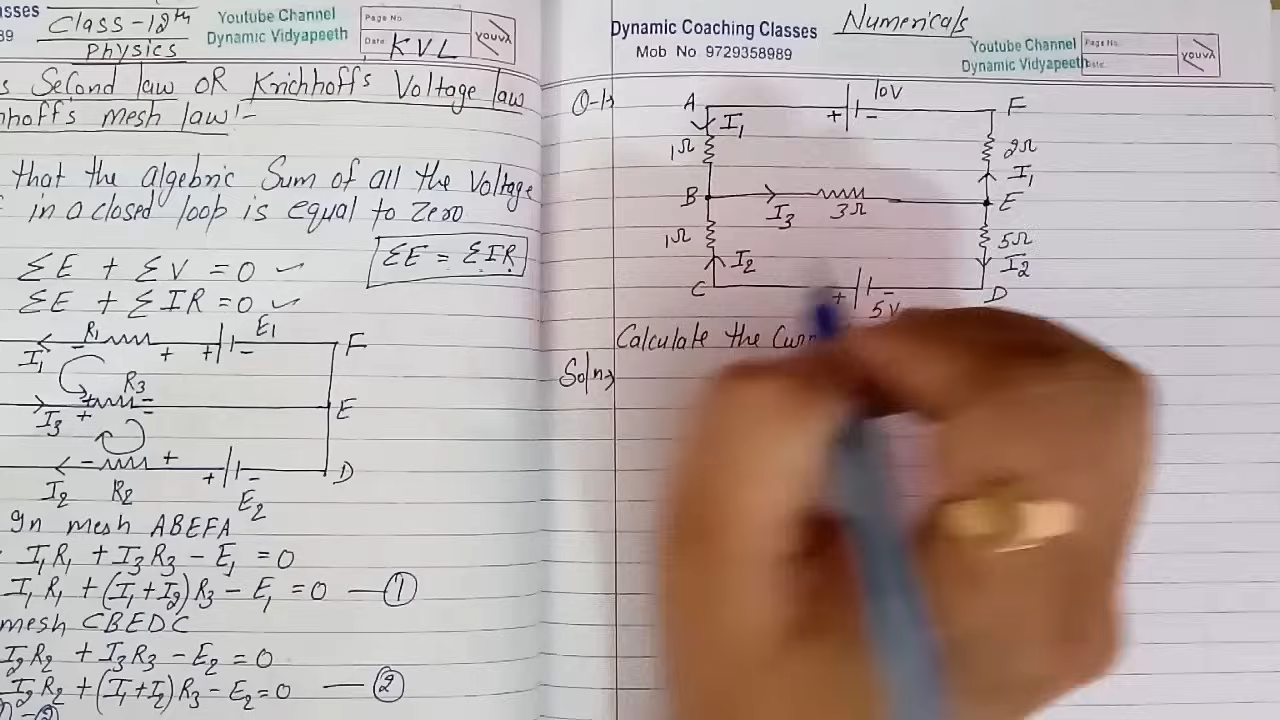 asses
Class-12th
Physics
Youtube Channel
Dynamic Vidyapeeth
Page No
Date: KVL
YOUVA
89
s Second law OR Krichhoff's Voltage law
hhoff's mesh law:-
that the algebric Sum of all the Voltage
in a closed loop is equal to zero
ΣE + ΣV = 0
ΣE + ΣIR = 0
ΣE = ΣIR
I1 R1 + + E1 - F
R3
I3 + E
- + + - D
I2 R2 E2
In mesh ABEFA
I1R1 + I3R3 - E1 = 0
I1R1 + (I1+I2)R3 - E1 = 0 — ①
mesh CBEDC
I2R2 + I3R3 - E2 = 0
I2R2 + (I1+I2)R3 - E2 = 0 — ②
Dynamic Coaching Classes
Mob No 9729358989
Numericals
Youtube Channel
Dynamic Vidyapeeth
Page No.
Date:
YOUVA
Q-1
A + 10V - F
I1
1Ω 2Ω
I1
B I3 3Ω E
1Ω 5Ω
I2 I2
C + 5V - D
Calculate the Curr
Soln